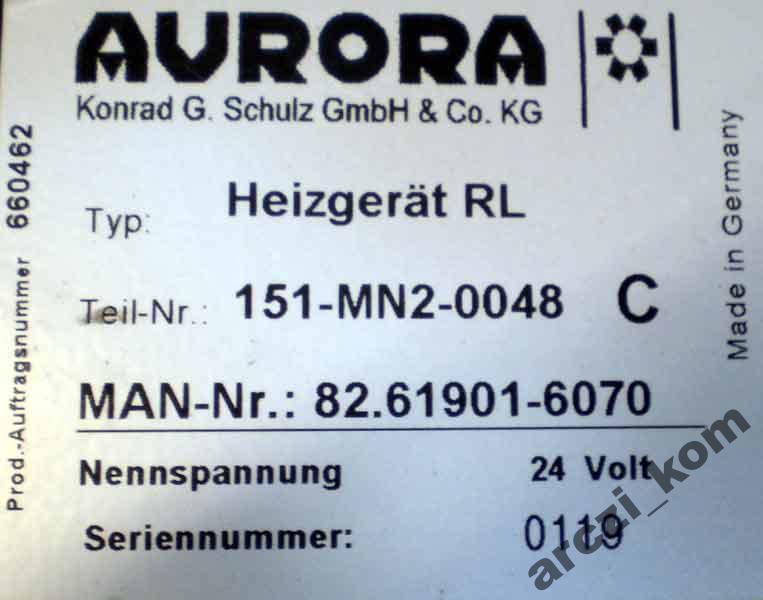 AURORA
Konrad G. Schulz GmbH & Co. KG
Typ: Heizgerät RL
Teil-Nr.: 151-MN2-0048 C
MAN-Nr.: 82.61901-6070
Nennspannung 24 Volt
Seriennummer: 0119
Prod.-Auftragsnummer 660462
Made in Germany
arczi_kom